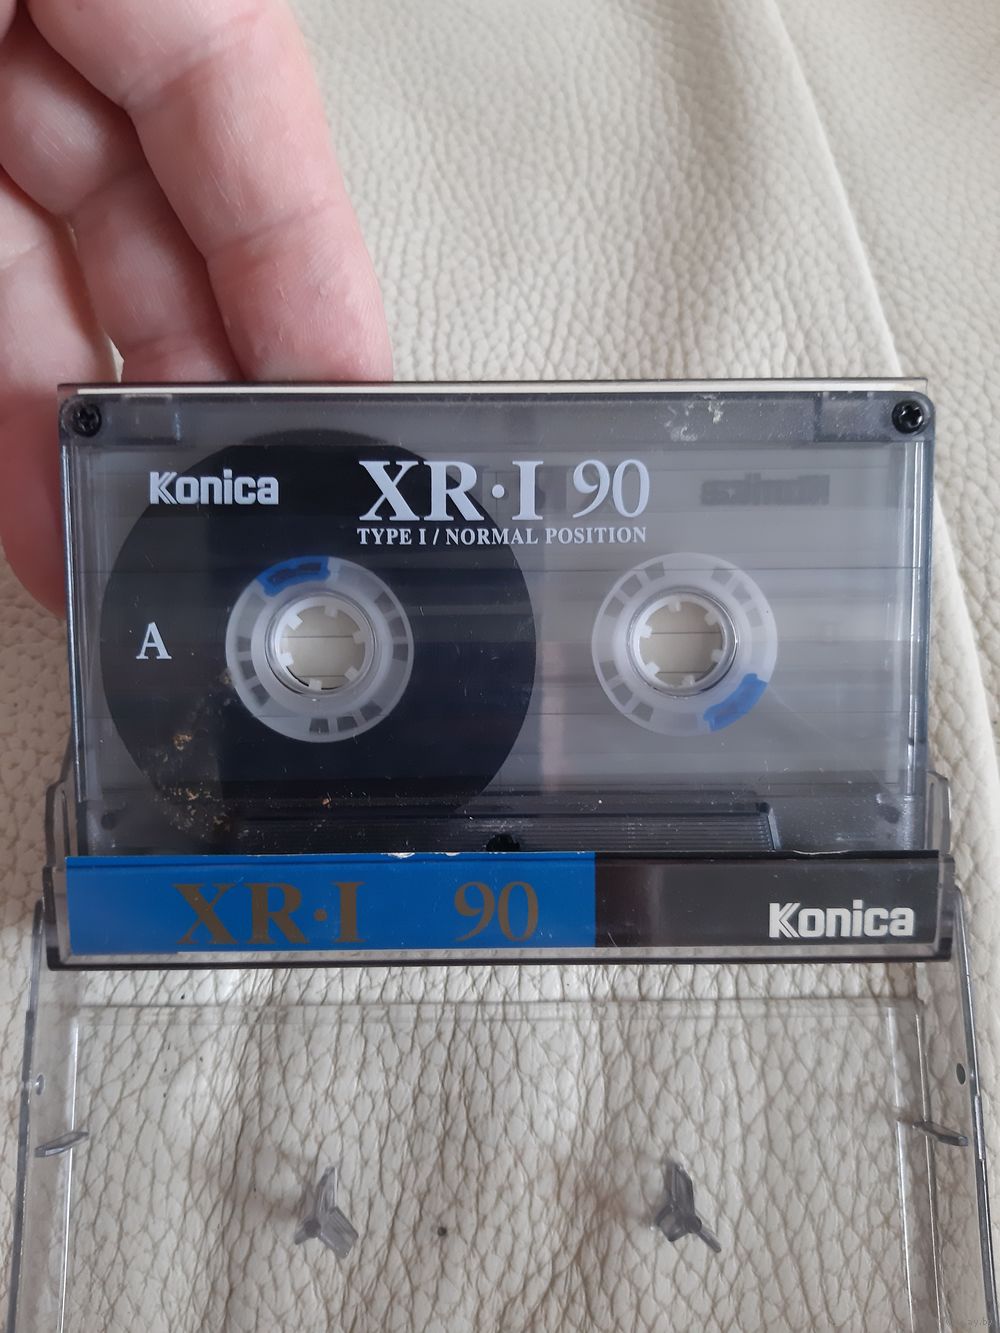 Konica
XR·I 90
TYPE I / NORMAL POSITION
A
XR·I 90
Konica